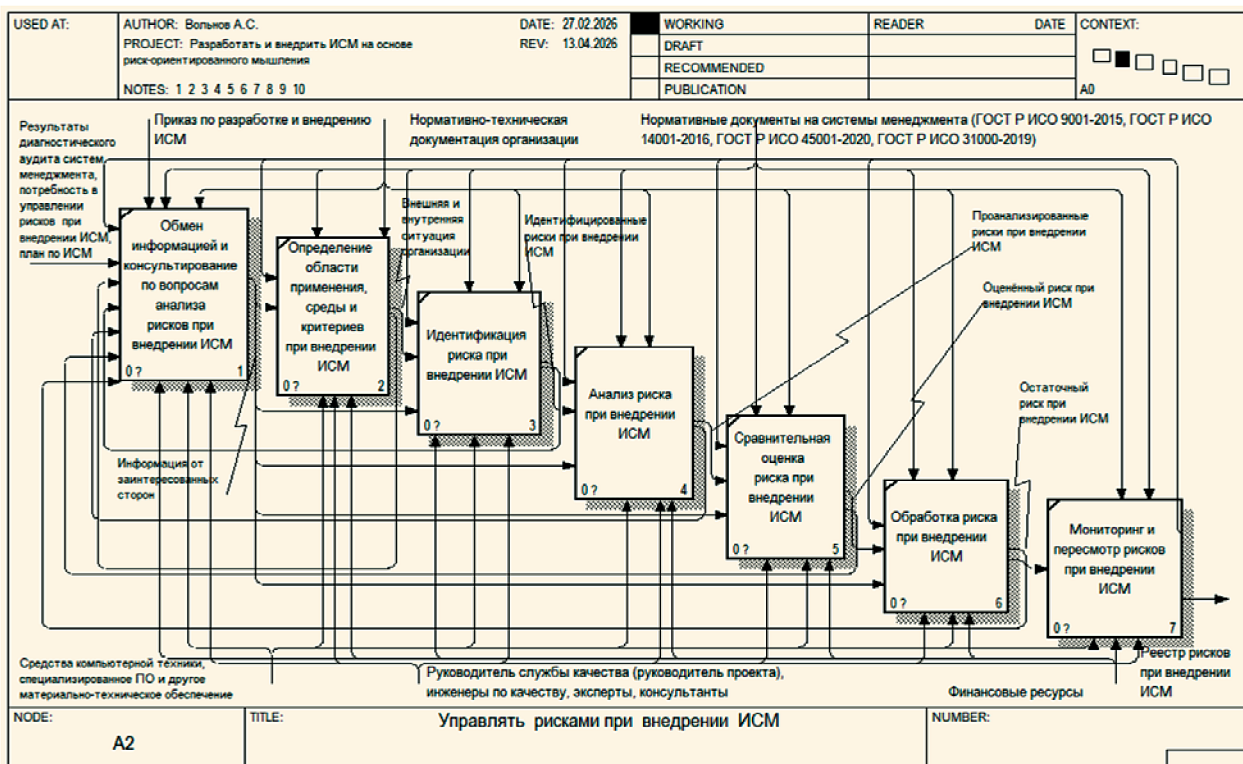 USED AT:
AUTHOR: Вольнов А.С.
DATE: 27.02.2026
PROJECT: Разработать и внедрить ИСМ на основе
риск-ориентированного мышления
REV: 13.04.2026
NOTES: 1 2 3 4 5 6 7 8 9 10
WORKING
DRAFT
RECOMMENDED
PUBLICATION
READER
DATE
CONTEXT:
A0
Результаты
диагностического
аудита систем
менеджмента,
потребность в
управлении
рисков при
внедрении ИСМ,
план по ИСМ
Приказ по разработке и внедрению
ИСМ
Нормативно-техническая
документация организации
Нормативные документы на системы менеджмента (ГОСТ Р ИСО 9001-2015, ГОСТ Р ИСО
14001-2016, ГОСТ Р ИСО 45001-2020, ГОСТ Р ИСО 31000-2019)
Обмен
информацией и
консультирование
по вопросам
анализа
рисков при
внедрении ИСМ
0 ?
1
Определение
области
применения,
среды и
критериев
при внедрении
ИСМ
0 ?
2
Внешняя и
внутренняя
ситуация
организации
Идентификация
риска при
внедрении ИСМ
0 ?
3
Идентифицированные
риски при внедрении
ИСМ
Анализ риска
при внедрении
ИСМ
0 ?
4
Проанализированные
риски при внедрении
ИСМ
Сравнительная
оценка
риска при
внедрении
ИСМ
0 ?
5
Оценённый риск при
внедрении ИСМ
Обработка риска
при внедрении
ИСМ
0 ?
6
Остаточный
риск при
внедрении ИСМ
Мониторинг и
пересмотр рисков
при внедрении
ИСМ
0 ?
7
Информация от
заинтересованных
сторон
Средства компьютерной техники,
специализированное ПО и другое
материально-техническое обеспечение
Руководитель службы качества (руководитель проекта),
инженеры по качеству, эксперты, консультанты
Финансовые ресурсы
Реестр рисков
при внедрении
ИСМ
NODE:
A2
TITLE:
Управлять рисками при внедрении ИСМ
NUMBER: